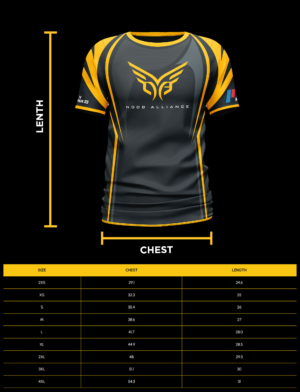 LENTH
NOOB ALLIANCE
CHEST
SIZE CHEST LENGTH
2XS 29.1 24.6
XS 32.3 25
S 35.4 26
M 38.6 27
L 41.7 28.5
XL 44.9 28.5
2XL 48 29.5
3XL 51.1 30
4XL 54.3 31